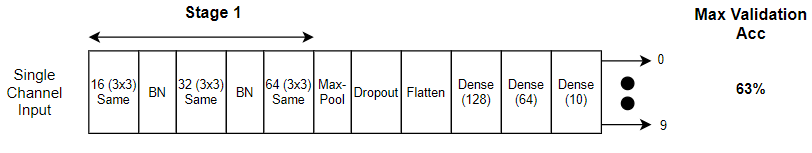 Stage 1
Max Validation
Acc
Single
Channel
Input
16 (3x3)
Same
BN
32 (3x3)
Same
BN
64 (3x3)
Same
Max-
Pool
Dropout
Flatten
Dense
(128)
Dense
(64)
Dense
(10)
0
9
63%